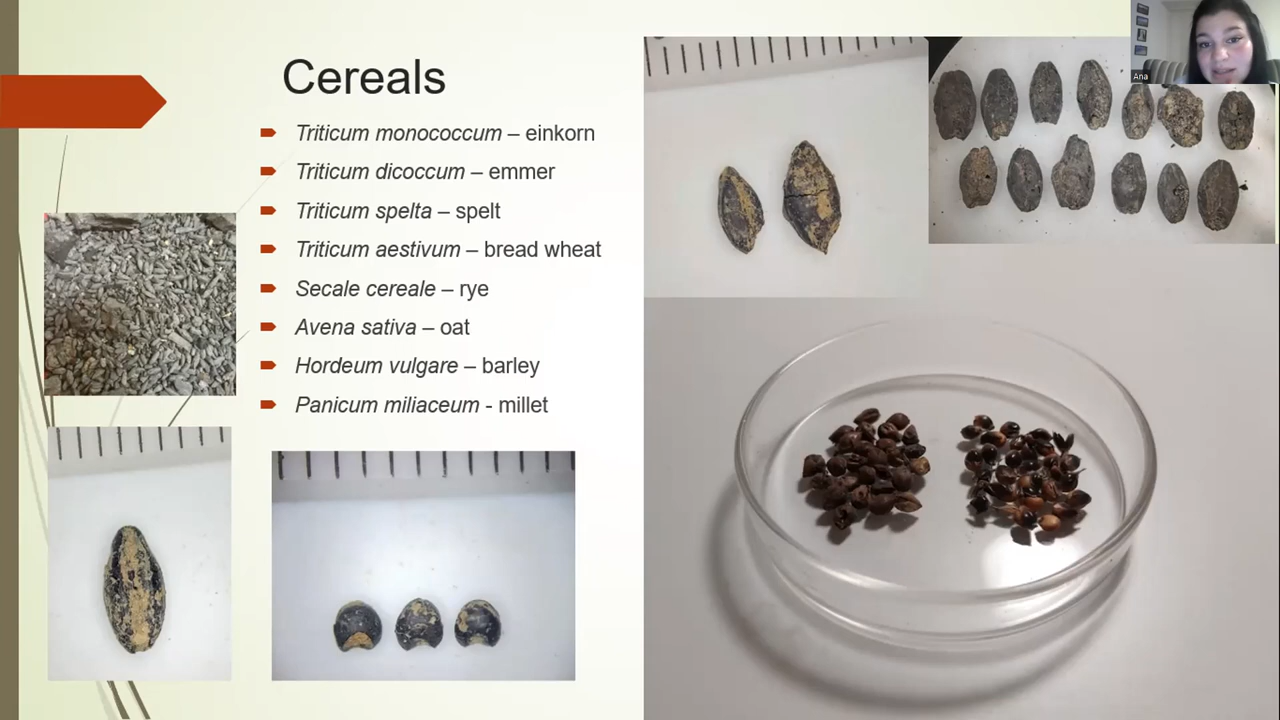 Cereals
Triticum monococcum – einkorn
Triticum dicoccum – emmer
Triticum spelta – spelt
Triticum aestivum – bread wheat
Secale cereale – rye
Avena sativa – oat
Hordeum vulgare – barley
Panicum miliaceum - millet
Ana